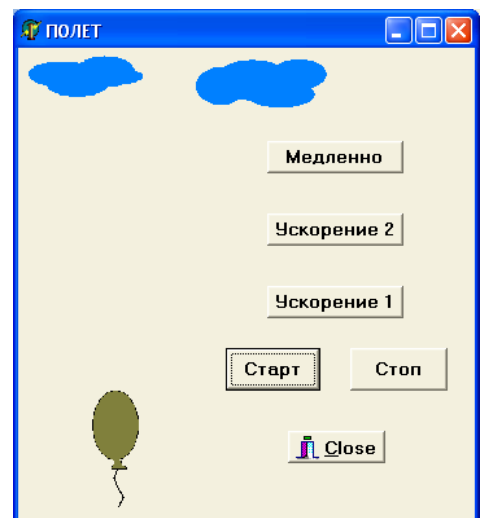 ПОЛЕТ
Медленно
Ускорение 2
Ускорение 1
Старт
Стоп
Close